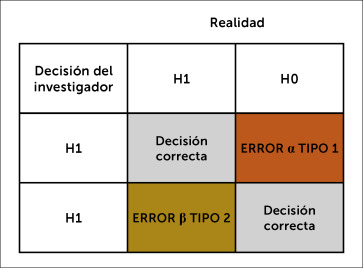 Realidad
Decisión del H1 H0
investigador
H1 Decisión ERROR α TIPO 1
correcta
H1 ERROR β TIPO 2 Decisión
correcta